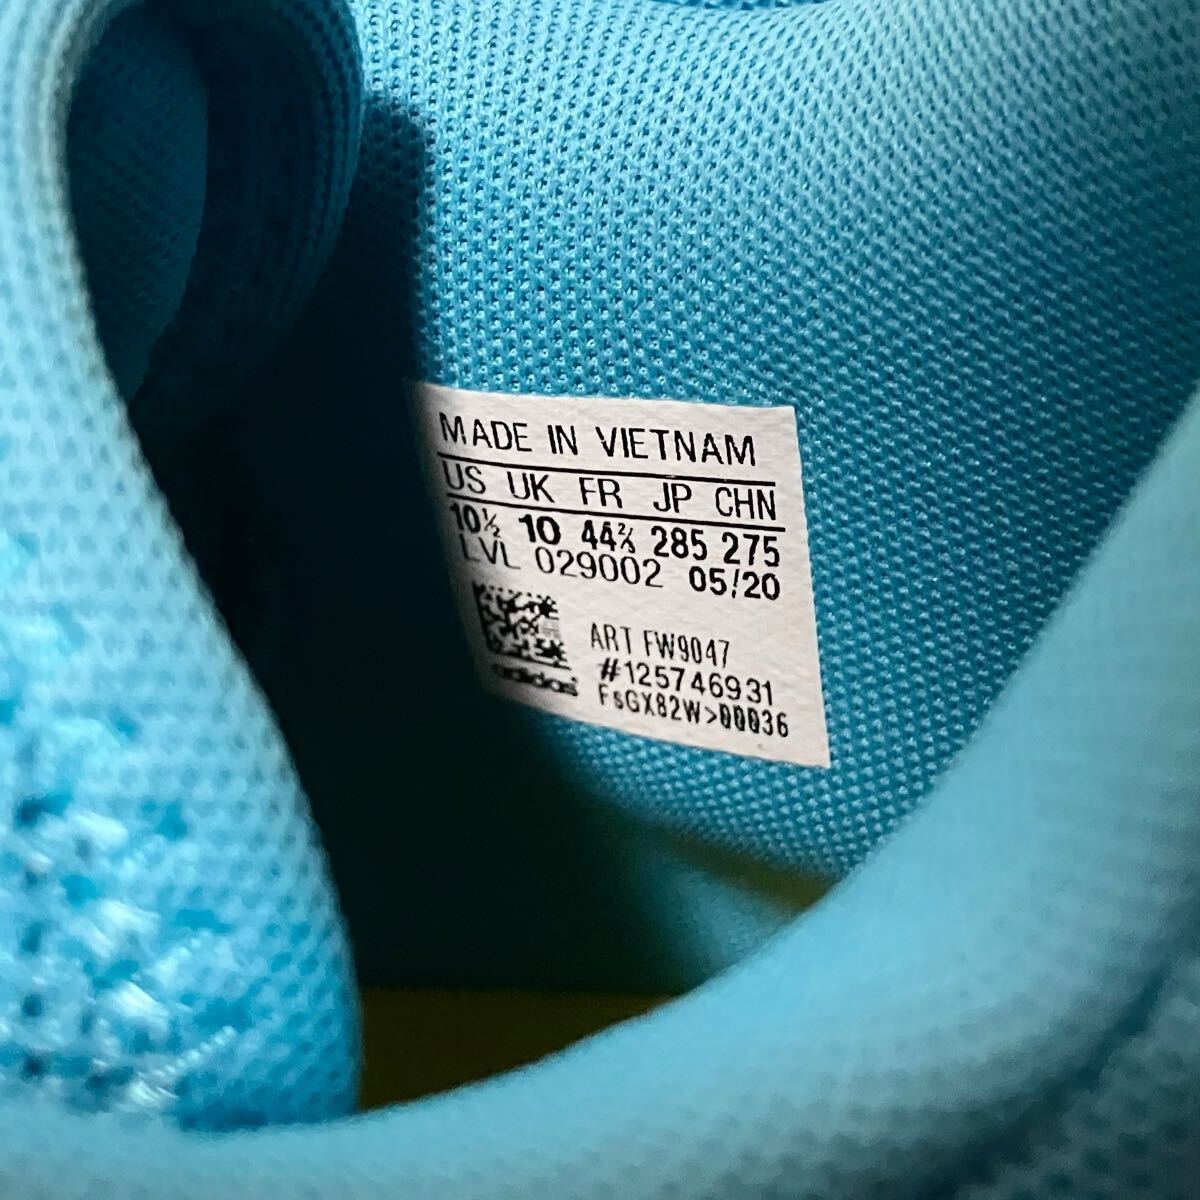 MADE IN VIETNAM
US UK FR JP CHN
10½ 10 44⅔ 285 275
LVL 029002 05/20
ART FW9047
#125746931
FsGX82W>00036
adidas